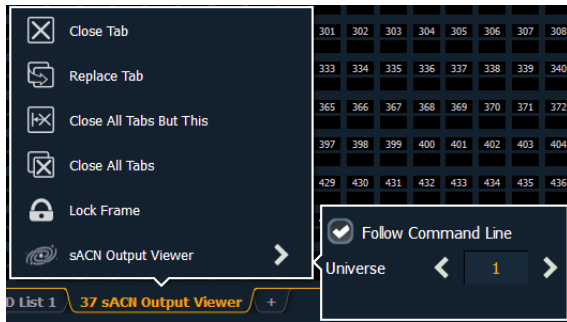 Close Tab
Replace Tab
Close All Tabs But This
Close All Tabs
Lock Frame
sACN Output Viewer
301 302 303 304 305 306 307 308
333 334 335 336 337 338 339 340
365 366 367 368 369 370 371 372
397 398 399 400 401 402 403 404
429 430 431 432 433 434 435 436
Follow Command Line
Universe 1
D List 1 37 sACN Output Viewer +